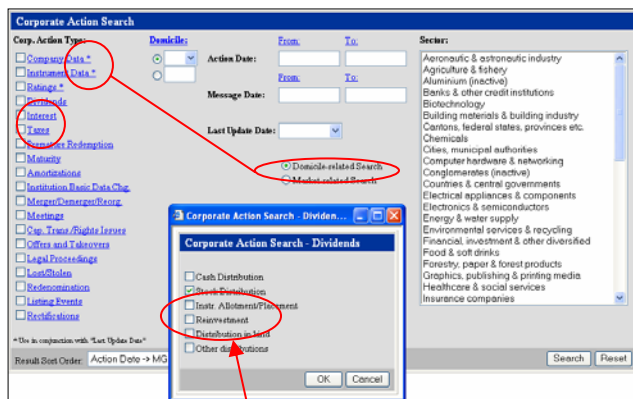 Corporate Action Search
Corp. Action Type:
Company Data *
Instrument Data *
Ratings *
Dividends
Interest
Taxes
Premature Redemption
Maturity
Amortizations
Institution Basic Data Chg.
Merger/Demerger/Reorg.
Meetings
Cap. Trans./Rights Issues
Offers and Takeovers
Legal Proceedings
Lost/Stolen
Redenomination
Listing Events
Rectifications
* Use in conjunction with "Last Update Date"
Domicile:
From: To:
Action Date:
From: To:
Message Date:
Last Update Date:
Domicile-related Search
Market-related Search
Sector:
Aeronautic & astronautic industry
Agriculture & fishery
Aluminium (inactive)
Banks & other credit institutions
Biotechnology
Building materials & building industry
Cantons, federal states, provinces etc.
Chemicals
Cities, municipal authorities
Computer hardware & networking
Conglomerates (inactive)
Countries & central governments
Electrical appliances & components
Electronics & semiconductors
Energy & water supply
Environmental services & recycling
Financial, investment & other diversified
Food & soft drinks
Forestry, paper & forest products
Graphics, publishing & printing media
Healthcare & social services
Insurance companies
Corporate Action Search - Dividen...
Corporate Action Search - Dividends
Cash Distribution
Stock Distribution
Instr. Allotment/Placement
Reinvestment
Distribution in kind
Other distributions
OK Cancel
Result Sort Order: Action Date -> MG
Search Reset